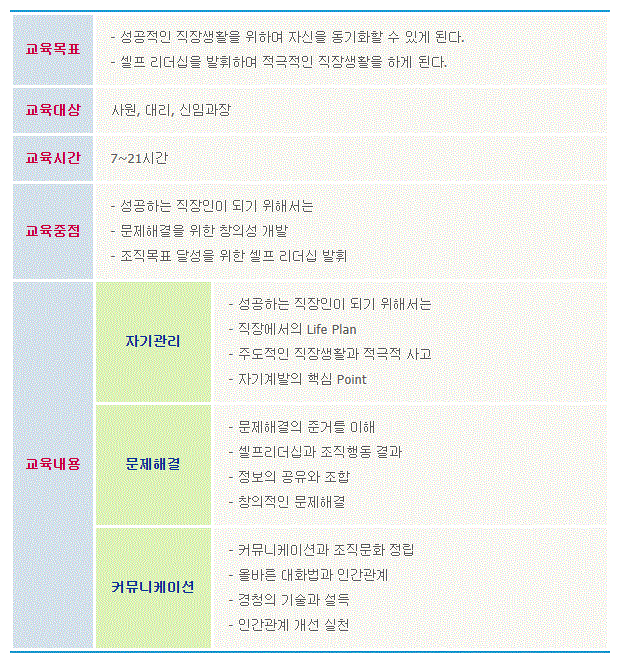 교육목표
- 성공적인 직장생활을 위하여 자신을 동기화할 수 있게 된다.
- 셀프 리더십을 발휘하며 적극적인 직장생활을 하게 된다.
교육대상
사원, 대리, 신임과장
교육시간
7~21시간
교육중점
- 성공하는 직장인이 되기 위해서는
- 문제해결을 위한 창의성 개발
- 조직목표 달성을 위한 셀프 리더십 발휘
교육내용
자기관리
- 성공하는 직장인이 되기 위해서는
- 직장에서의 Life Plan
- 주도적인 직장생활과 적극적 사고
- 자기계발의 핵심 Point
문제해결
- 문제해결의 준거틀 이해
- 셀프리더십과 조직행동 결과
- 정보의 공유와 조합
- 창의적인 문제해결
커뮤니케이션
- 커뮤니케이션과 조직문화 정립
- 올바른 대화법과 인간관계
- 경청의 기술과 설득
- 인간관계 개선 실천